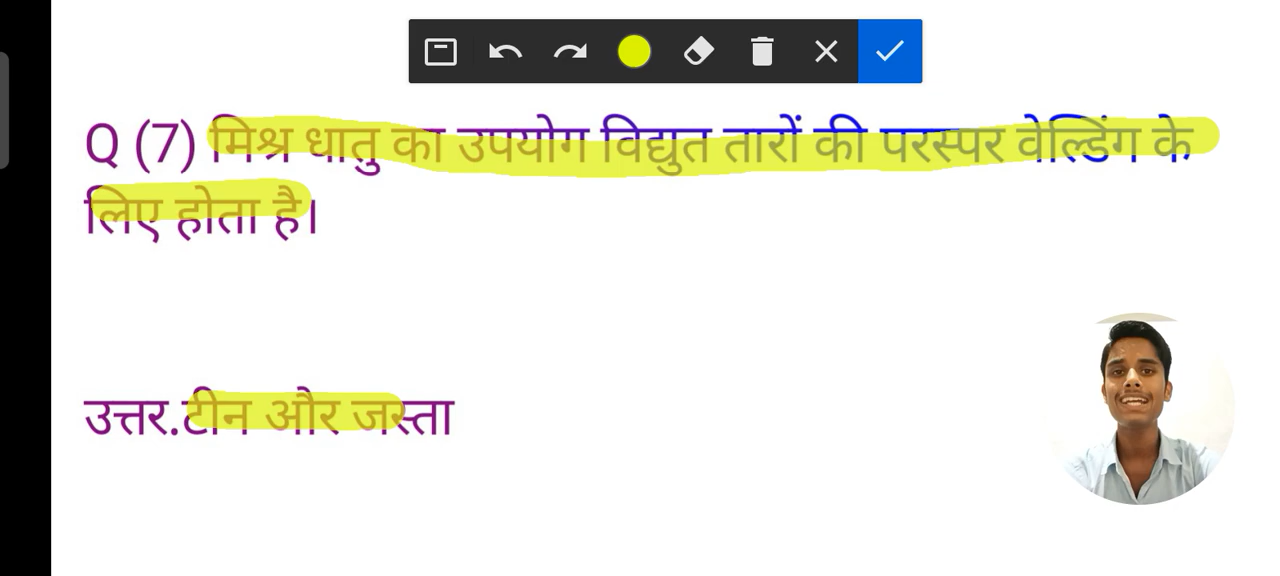 Q (7) मिश्र धातु का उपयोग विद्युत तारों की परस्पर वेल्डिंग के
लिए होता है।
उत्तर.टीन और जस्ता